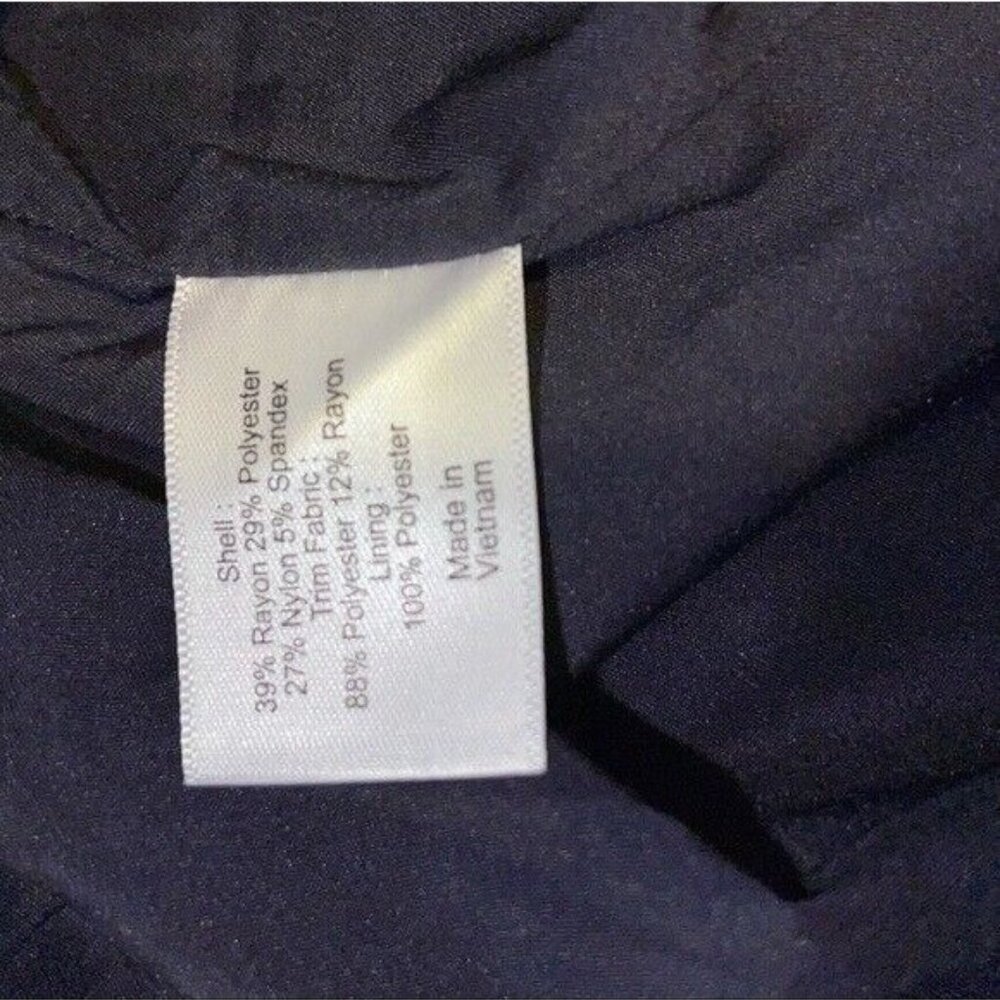 Shell :
39% Rayon 29% Polyester
27% Nylon 5% Spandex
Trim Fabric :
88% Polyester 12% Rayon
Lining :
100% Polyester
Made in
Vietnam